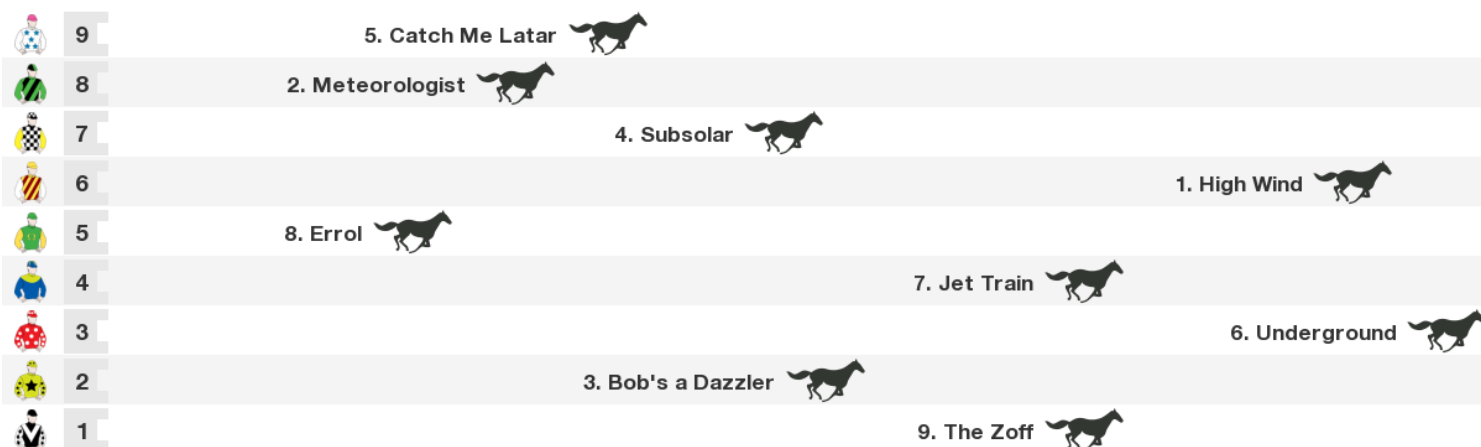 9 5. Catch Me Latar
8 2. Meteorologist
7 4. Subsolar
6 1. High Wind
5 8. Errol
4 7. Jet Train
3 6. Underground
2 3. Bob's a Dazzler
1 9. The Zoff